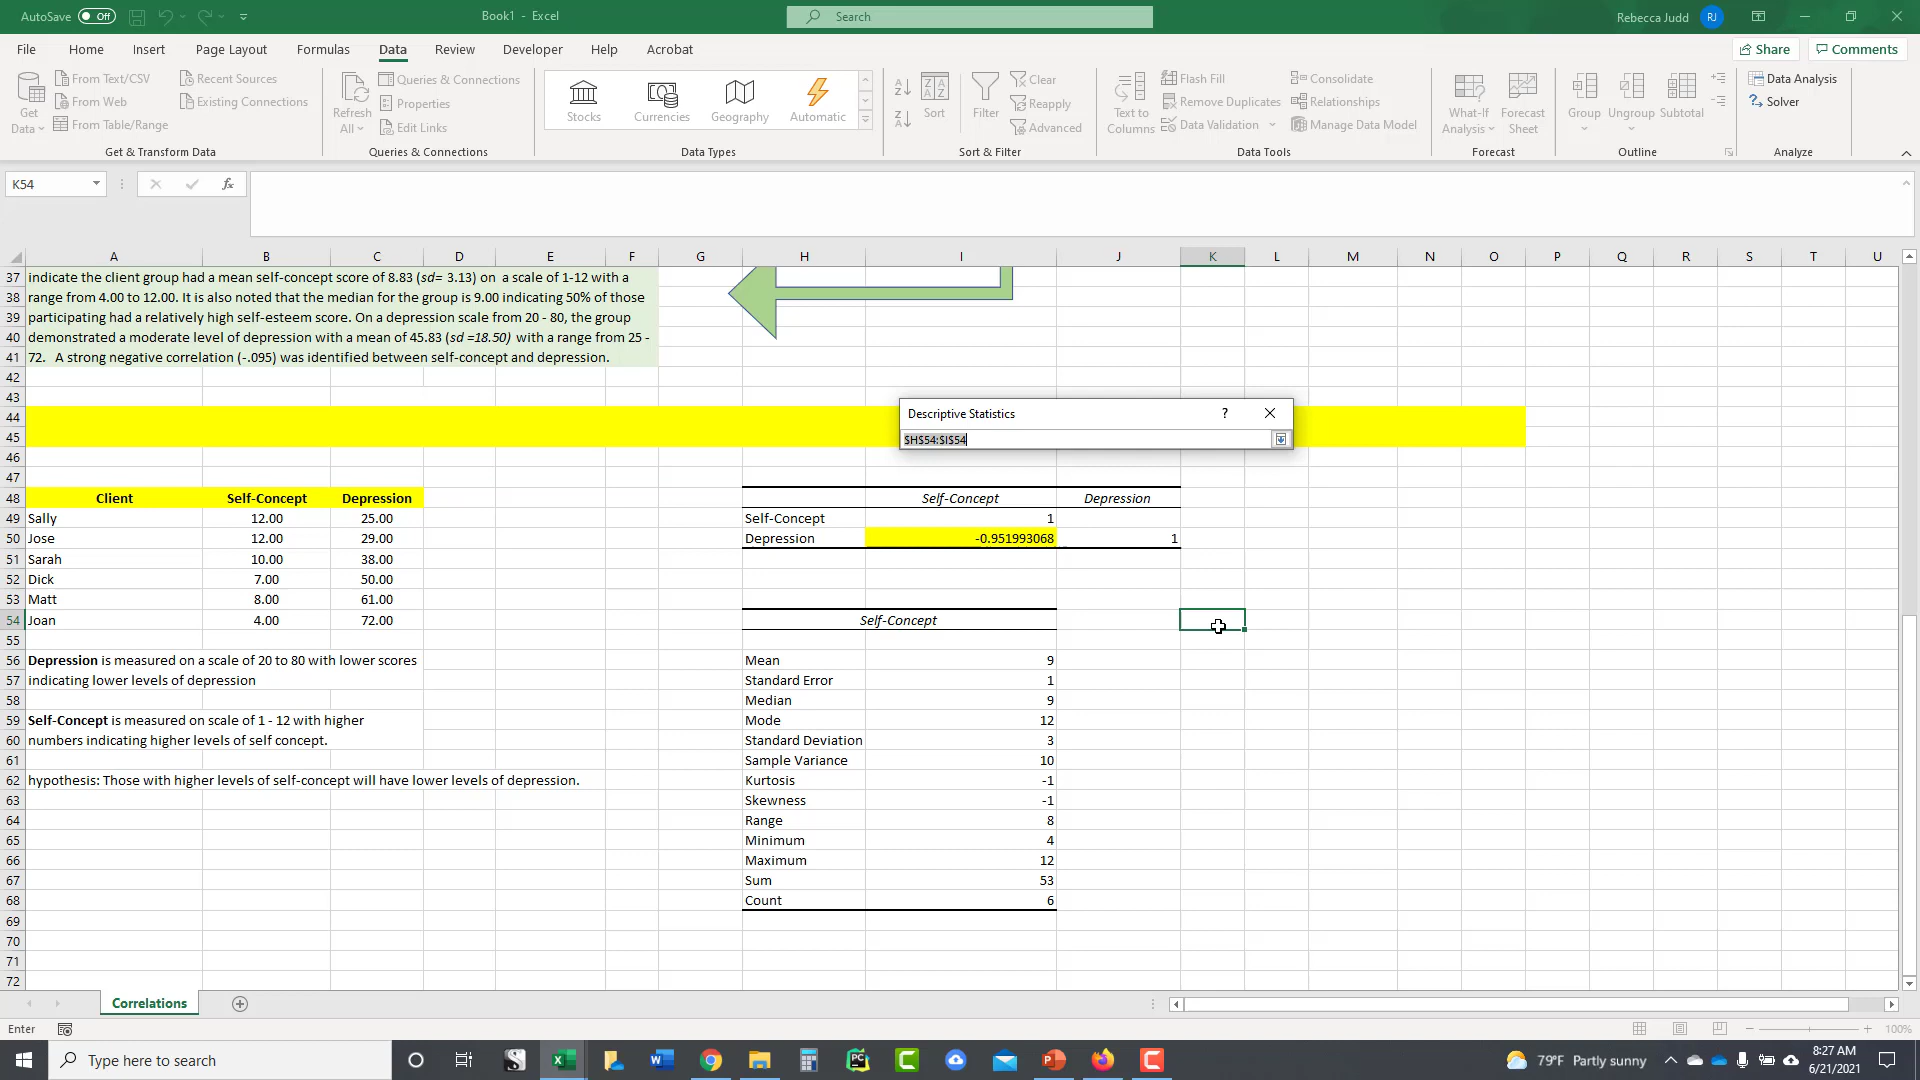 AutoSave Off Book1 - Excel Search Rebecca Judd RJ
File Home Insert Page Layout Formulas Data Review Developer Help Acrobat Share Comments
Get Data From Text/CSV From Web From Table/Range Recent Sources Existing Connections
Get & Transform Data
Refresh All Queries & Connections Properties Edit Links
Queries & Connections
Stocks Currencies Geography Automatic
Data Types
Sort Filter Clear Reapply Advanced
Sort & Filter
Text to Columns Flash Fill Remove Duplicates Data Validation Consolidate Relationships Manage Data Model
Data Tools
What-If Analysis Forecast Sheet
Forecast
Group Ungroup Subtotal
Outline
Data Analysis Solver
Analyze
K54 fx
A B C D E F G H I J K L M N O P Q R S T U
37 indicate the client group had a mean self-concept score of 8.83 (sd= 3.13) on a scale of 1-12 with a
38 range from 4.00 to 12.00. It is also noted that the median for the group is 9.00 indicating 50% of those
39 participating had a relatively high self-esteem score. On a depression scale from 20 - 80, the group
40 demonstrated a moderate level of depression with a mean of 45.83 (sd =18.50) with a range from 25 -
41 72. A strong negative correlation (-.095) was identified between self-concept and depression.
42
43
Descriptive Statistics ?
44
$H$54:$I$54
45
46
47
48 Client Self-Concept Depression Self-Concept Depression
49 Sally 12.00 25.00 Self-Concept 1
50 Jose 12.00 29.00 Depression -0.951993068 1
51 Sarah 10.00 38.00
52 Dick 7.00 50.00
53 Matt 8.00 61.00
54 Joan 4.00 72.00 Self-Concept
55
56 Depression is measured on a scale of 20 to 80 with lower scores Mean 9
57 indicating lower levels of depression Standard Error 1
58 Median 9
59 Self-Concept is measured on scale of 1 - 12 with higher Mode 12
60 numbers indicating higher levels of self concept. Standard Deviation 3
61 Sample Variance 10
62 hypothesis: Those with higher levels of self-concept will have lower levels of depression. Kurtosis -1
63 Skewness -1
64 Range 8
65 Minimum 4
66 Maximum 12
67 Sum 53
68 Count 6
69
70
71
72
Correlations
Enter 100%
Type here to search 79°F Partly sunny 8:27 AM
6/21/2021